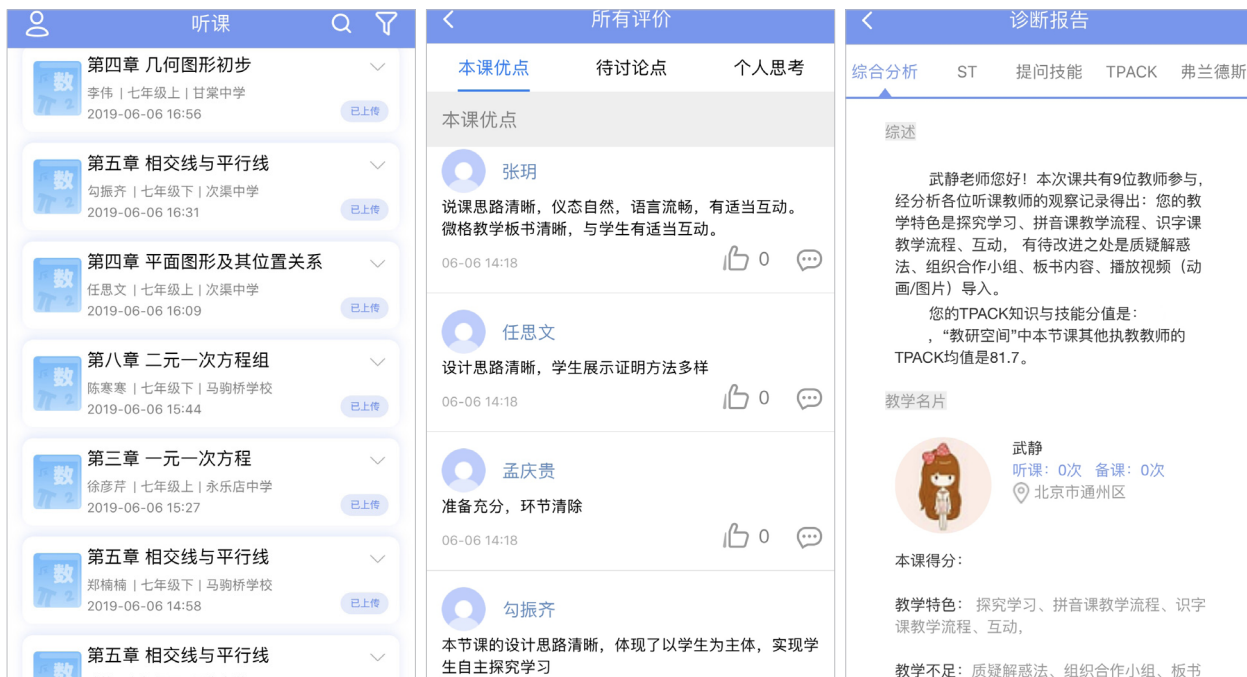 听课
第四章 几何图形初步
李伟 | 七年级上 | 甘棠中学
2019-06-06 16:56
已上传
第五章 相交线与平行线
勾振齐 | 七年级下 | 次渠中学
2019-06-06 16:31
已上传
第四章 平面图形及其位置关系
任思文 | 七年级上 | 次渠中学
2019-06-06 16:09
已上传
第八章 二元一次方程组
陈寒寒 | 七年级下 | 马驹桥学校
2019-06-06 15:44
已上传
第三章 一元一次方程
徐彦芹 | 七年级上 | 永乐店中学
2019-06-06 15:27
已上传
第五章 相交线与平行线
郑楠楠 | 七年级下 | 马驹桥学校
2019-06-06 14:58
已上传
第五章 相交线与平行线
所有评价
本课优点 待讨论点 个人思考
本课优点
张玥
说课思路清晰，仪态自然，语言流畅，有适当互动。
微格教学板书清晰，与学生有适当互动。
06-06 14:18 0
任思文
设计思路清晰，学生展示证明方法多样
06-06 14:18 0
孟庆贵
准备充分，环节清除
06-06 14:18 0
勾振齐
本节课的设计思路清晰，体现了以学生为主体，实现学
生自主探究学习
诊断报告
综合分析 ST 提问技能 TPACK 弗兰德斯
综述
武静老师您好！本次课共有9位教师参与，
经分析各位听课教师的观察记录得出：您的教
学特色是探究学习、拼音课教学流程、识字课
教学流程、互动， 有待改进之处是质疑解惑
法、组织合作小组、板书内容、播放视频（动
画/图片）导入。
您的TPACK知识与技能分值是：
，“教研空间”中本节课其他执教教师的
TPACK均值是81.7。
教学名片
武静
听课：0次 备课：0次
北京市通州区
本课得分：
教学特色： 探究学习、拼音课教学流程、识字
课教学流程、互动，
教学不足：质疑解惑法、组织合作小组、板书